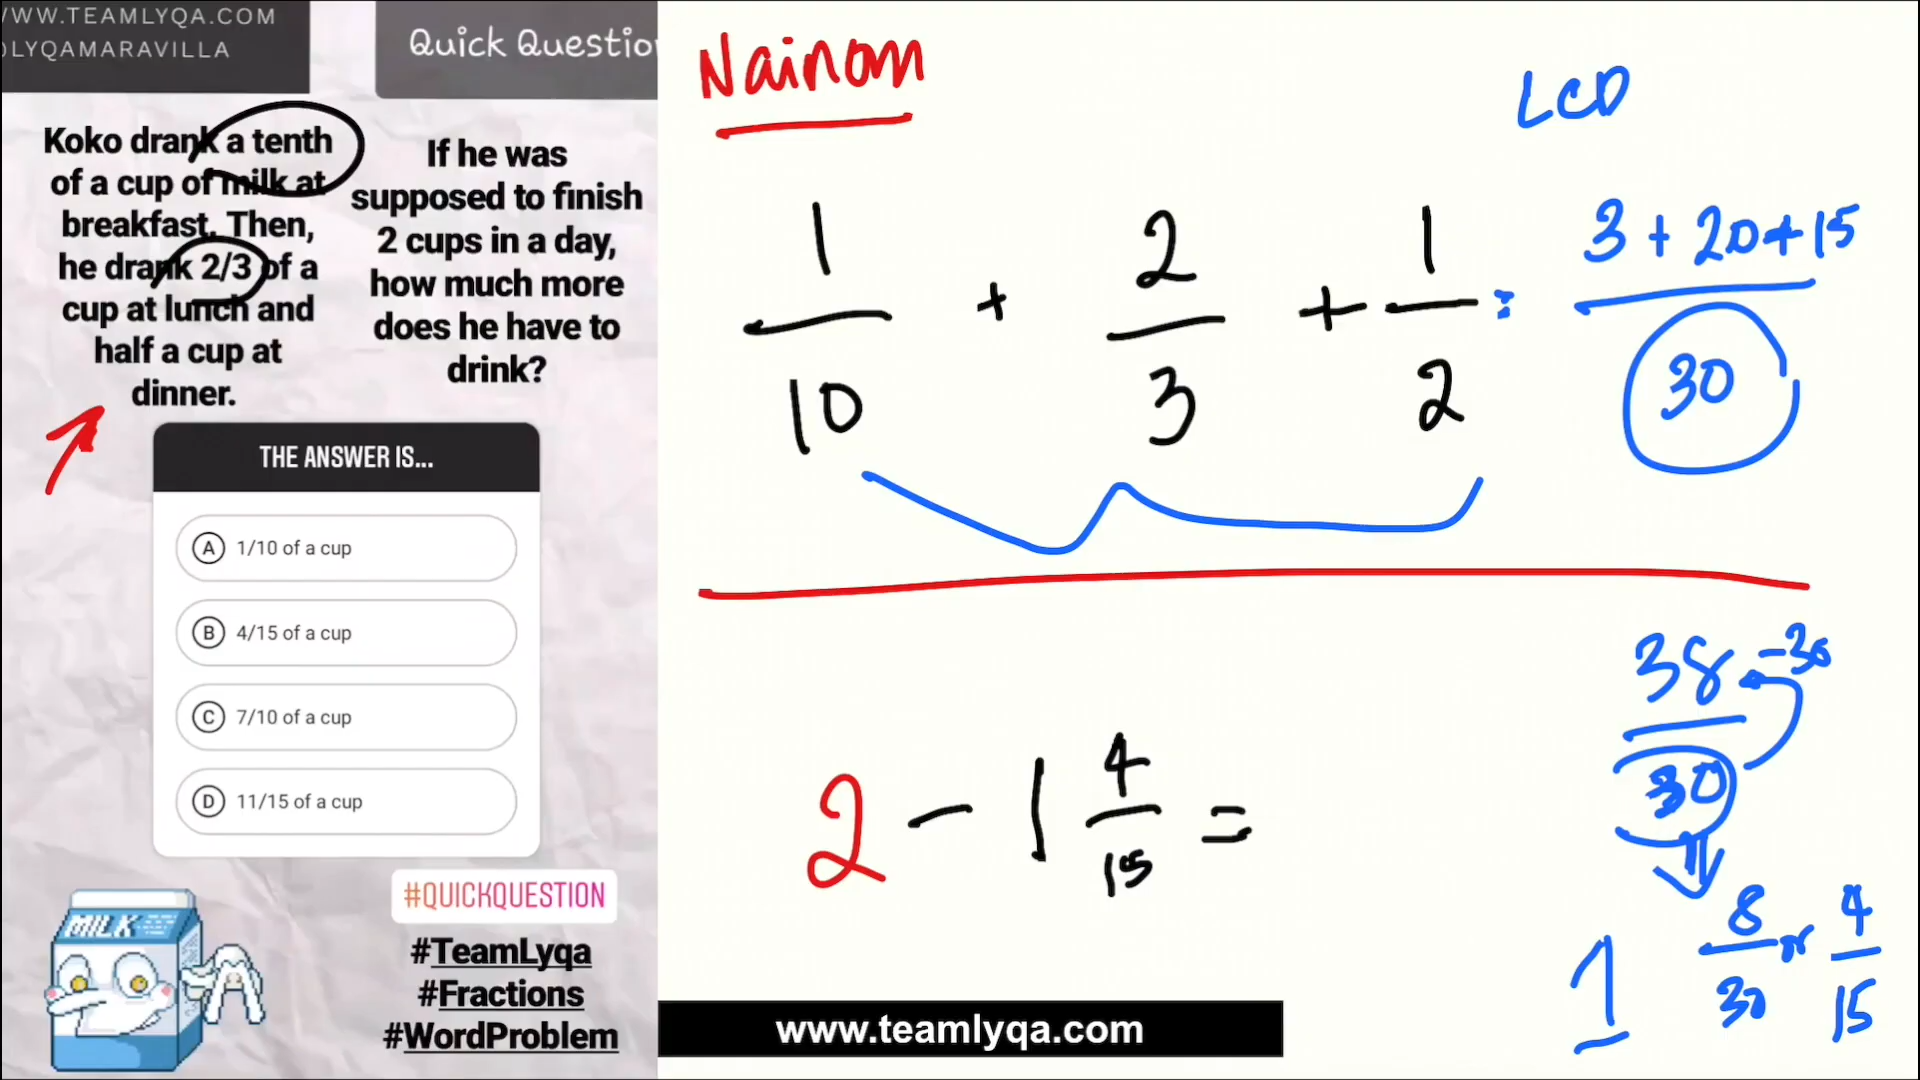 WWW.TEAMLYQA.COM
@LYQAMARAVILLA
Quick Questio
Koko drank a tenth
of a cup of milk at
breakfast. Then,
he drank 2/3 of a
cup at lunch and
half a cup at
dinner.
If he was
supposed to finish
2 cups in a day,
how much more
does he have to
drink?
THE ANSWER IS...
A 1/10 of a cup
B 4/15 of a cup
C 7/10 of a cup
D 11/15 of a cup
MILK
#QUICKQUESTION
#TeamLyqa
#Fractions
#WordProblem
Nainom
LCD
1/10 + 2/3 + 1/2 = 3 + 20 + 15/30
38/30 -30
2 - 1 4/15 =
1 8/30 or 4/15
www.teamlyqa.com